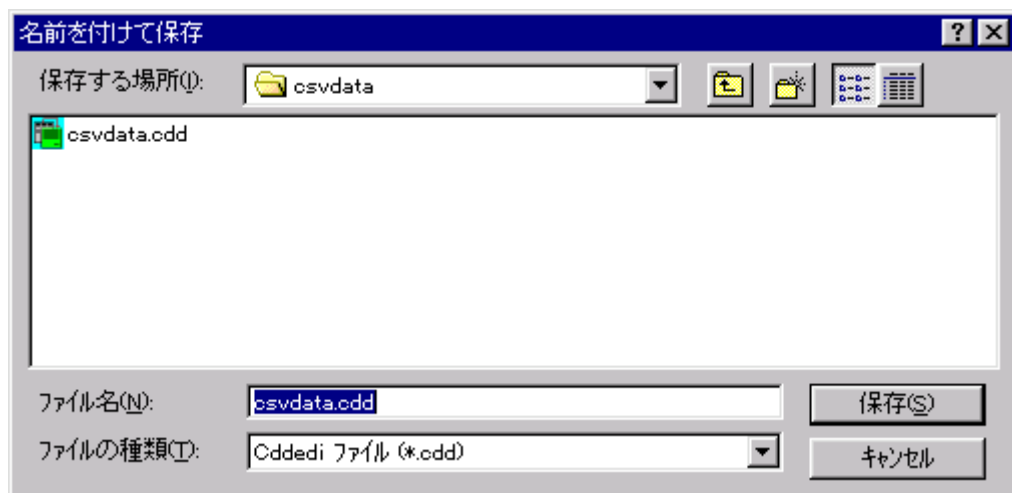 名前を付けて保存
保存する場所(I): csvdata
csvdata.cdd
ファイル名(N): csvdata.cdd 保存(S)
ファイルの種類(T): Cddedi ファイル (*.cdd) キャンセル